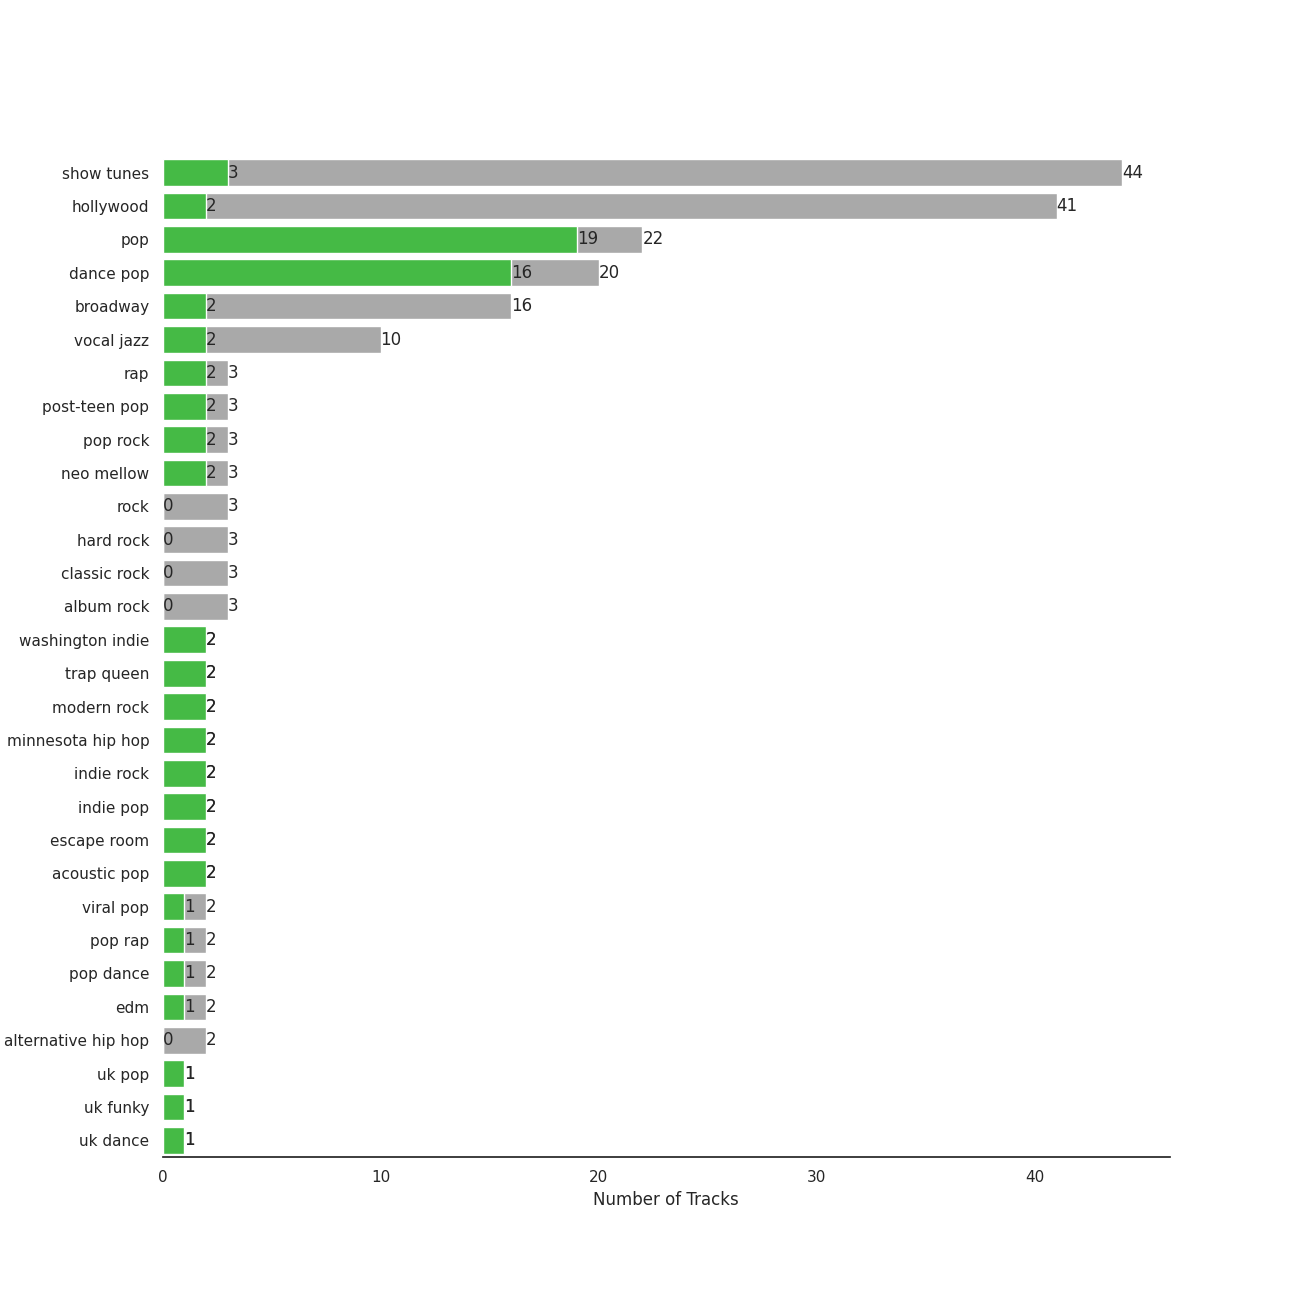 show tunes 3 44
hollywood 2 41
pop 19 22
dance pop 16 20
broadway 2 16
vocal jazz 2 10
rap 2 3
post-teen pop 2 3
pop rock 2 3
neo mellow 2 3
rock 0 3
hard rock 0 3
classic rock 0 3
album rock 0 3
washington indie 2
trap queen 2
modern rock 2
minnesota hip hop 2
indie rock 2
indie pop 2
escape room 2
acoustic pop 2
viral pop 1 2
pop rap 1 2
pop dance 1 2
edm 1 2
alternative hip hop 0 2
uk pop 1
uk funky 1
uk dance 1
0 10 20 30 40
Number of Tracks